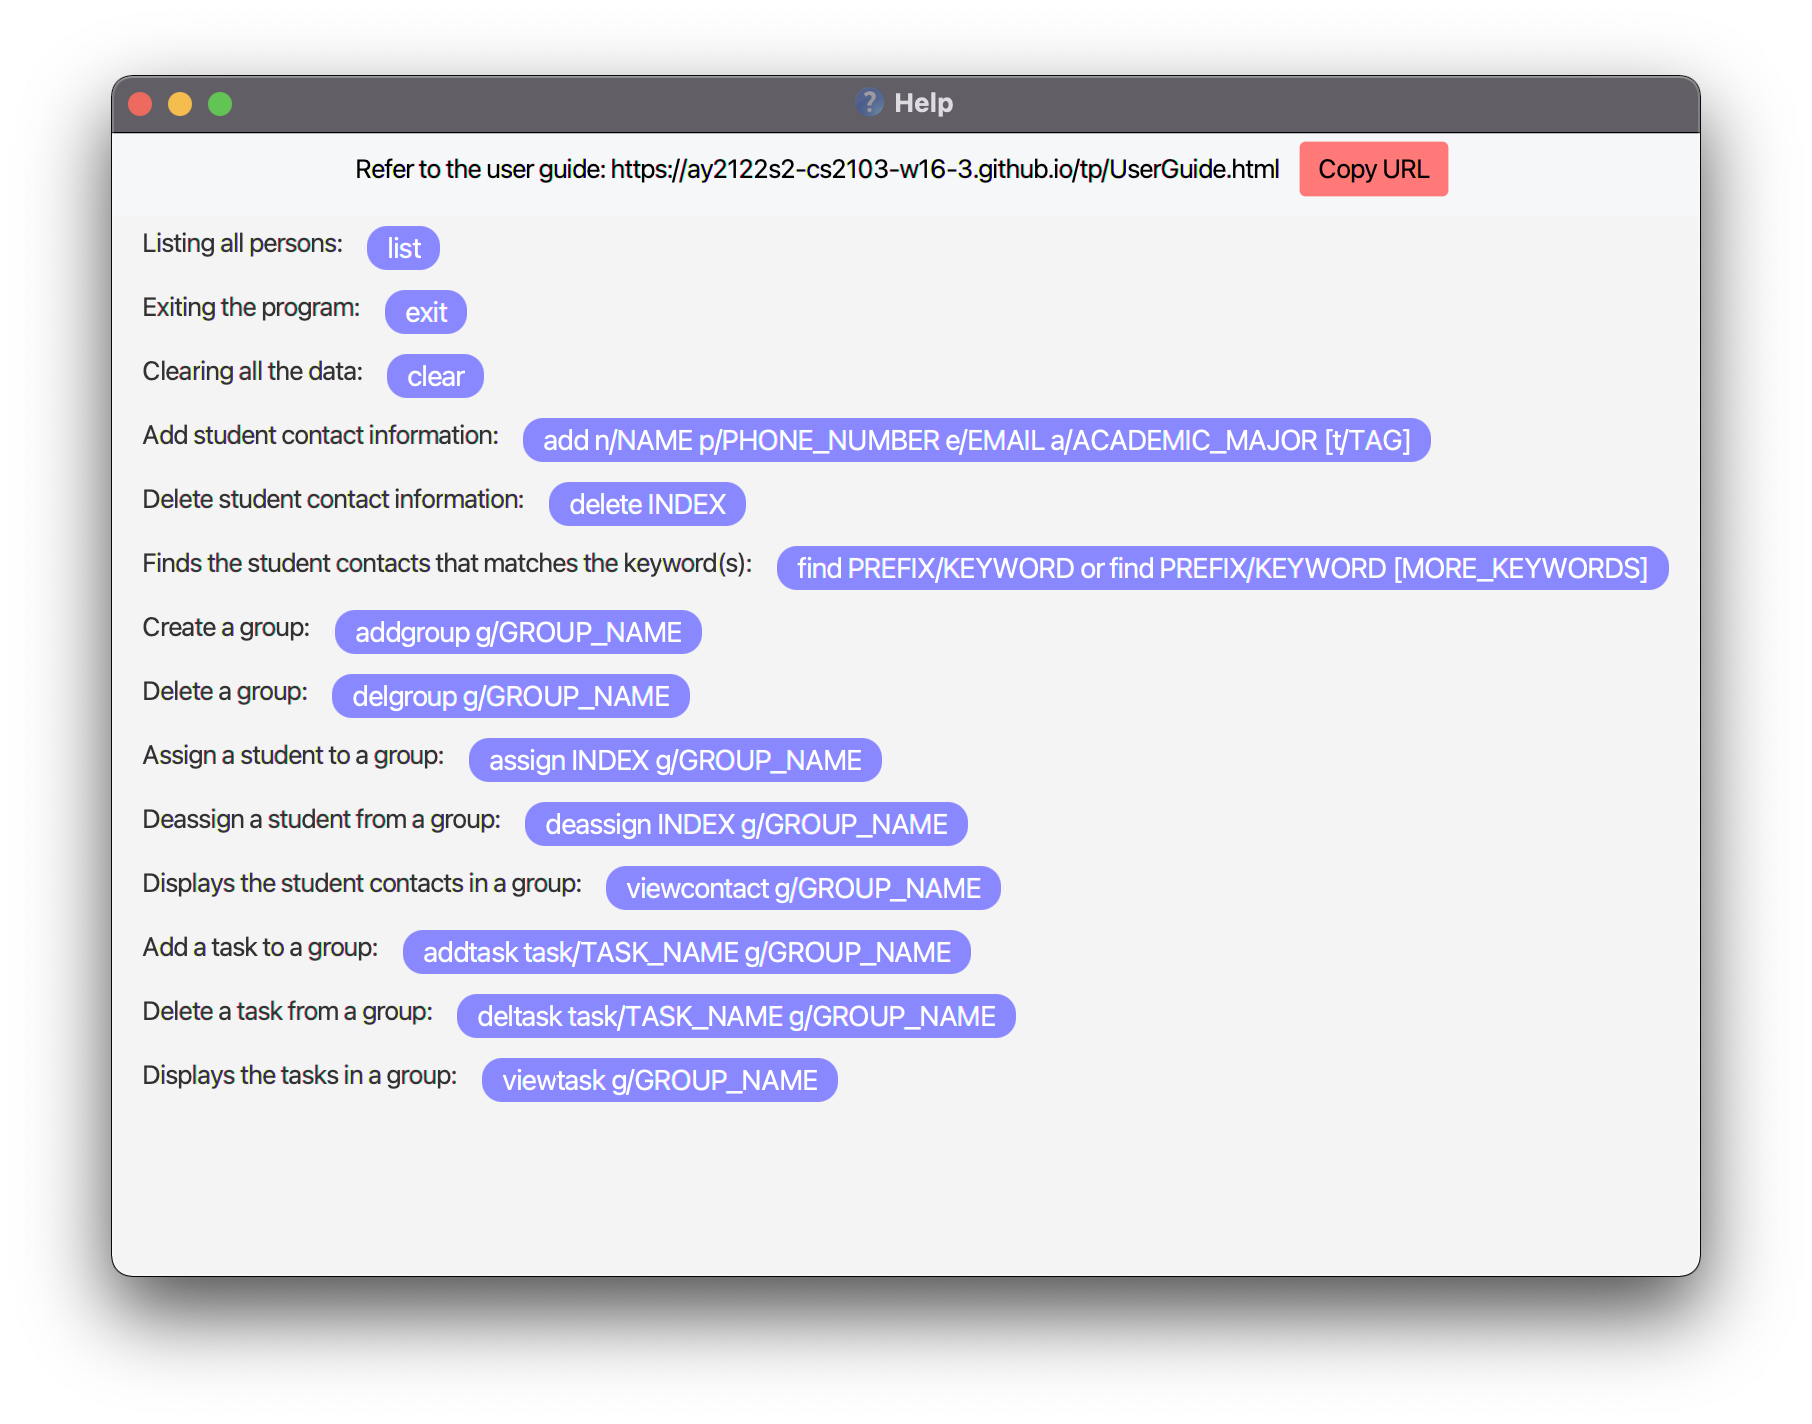 ? Help
Refer to the user guide: https://ay2122s2-cs2103-w16-3.github.io/tp/UserGuide.html Copy URL
Listing all persons: list
Exiting the program: exit
Clearing all the data: clear
Add student contact information: add n/NAME p/PHONE_NUMBER e/EMAIL a/ACADEMIC_MAJOR [t/TAG]
Delete student contact information: delete INDEX
Finds the student contacts that matches the keyword(s): find PREFIX/KEYWORD or find PREFIX/KEYWORD [MORE_KEYWORDS]
Create a group: addgroup g/GROUP_NAME
Delete a group: delgroup g/GROUP_NAME
Assign a student to a group: assign INDEX g/GROUP_NAME
Deassign a student from a group: deassign INDEX g/GROUP_NAME
Displays the student contacts in a group: viewcontact g/GROUP_NAME
Add a task to a group: addtask task/TASK_NAME g/GROUP_NAME
Delete a task from a group: deltask task/TASK_NAME g/GROUP_NAME
Displays the tasks in a group: viewtask g/GROUP_NAME